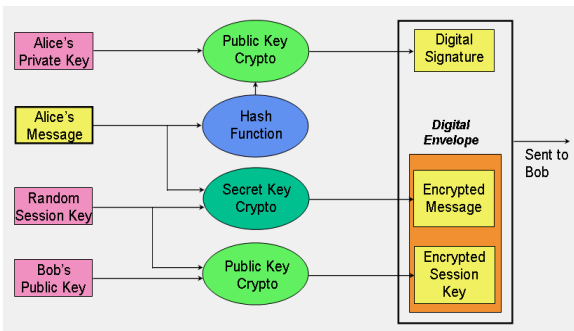 Alice's
Private Key
Public Key
Crypto
Digital
Signature
Alice's
Message
Hash
Function
Digital
Envelope
Sent to
Bob
Random
Session Key
Secret Key
Crypto
Encrypted
Message
Bob's
Public Key
Public Key
Crypto
Encrypted
Session
Key